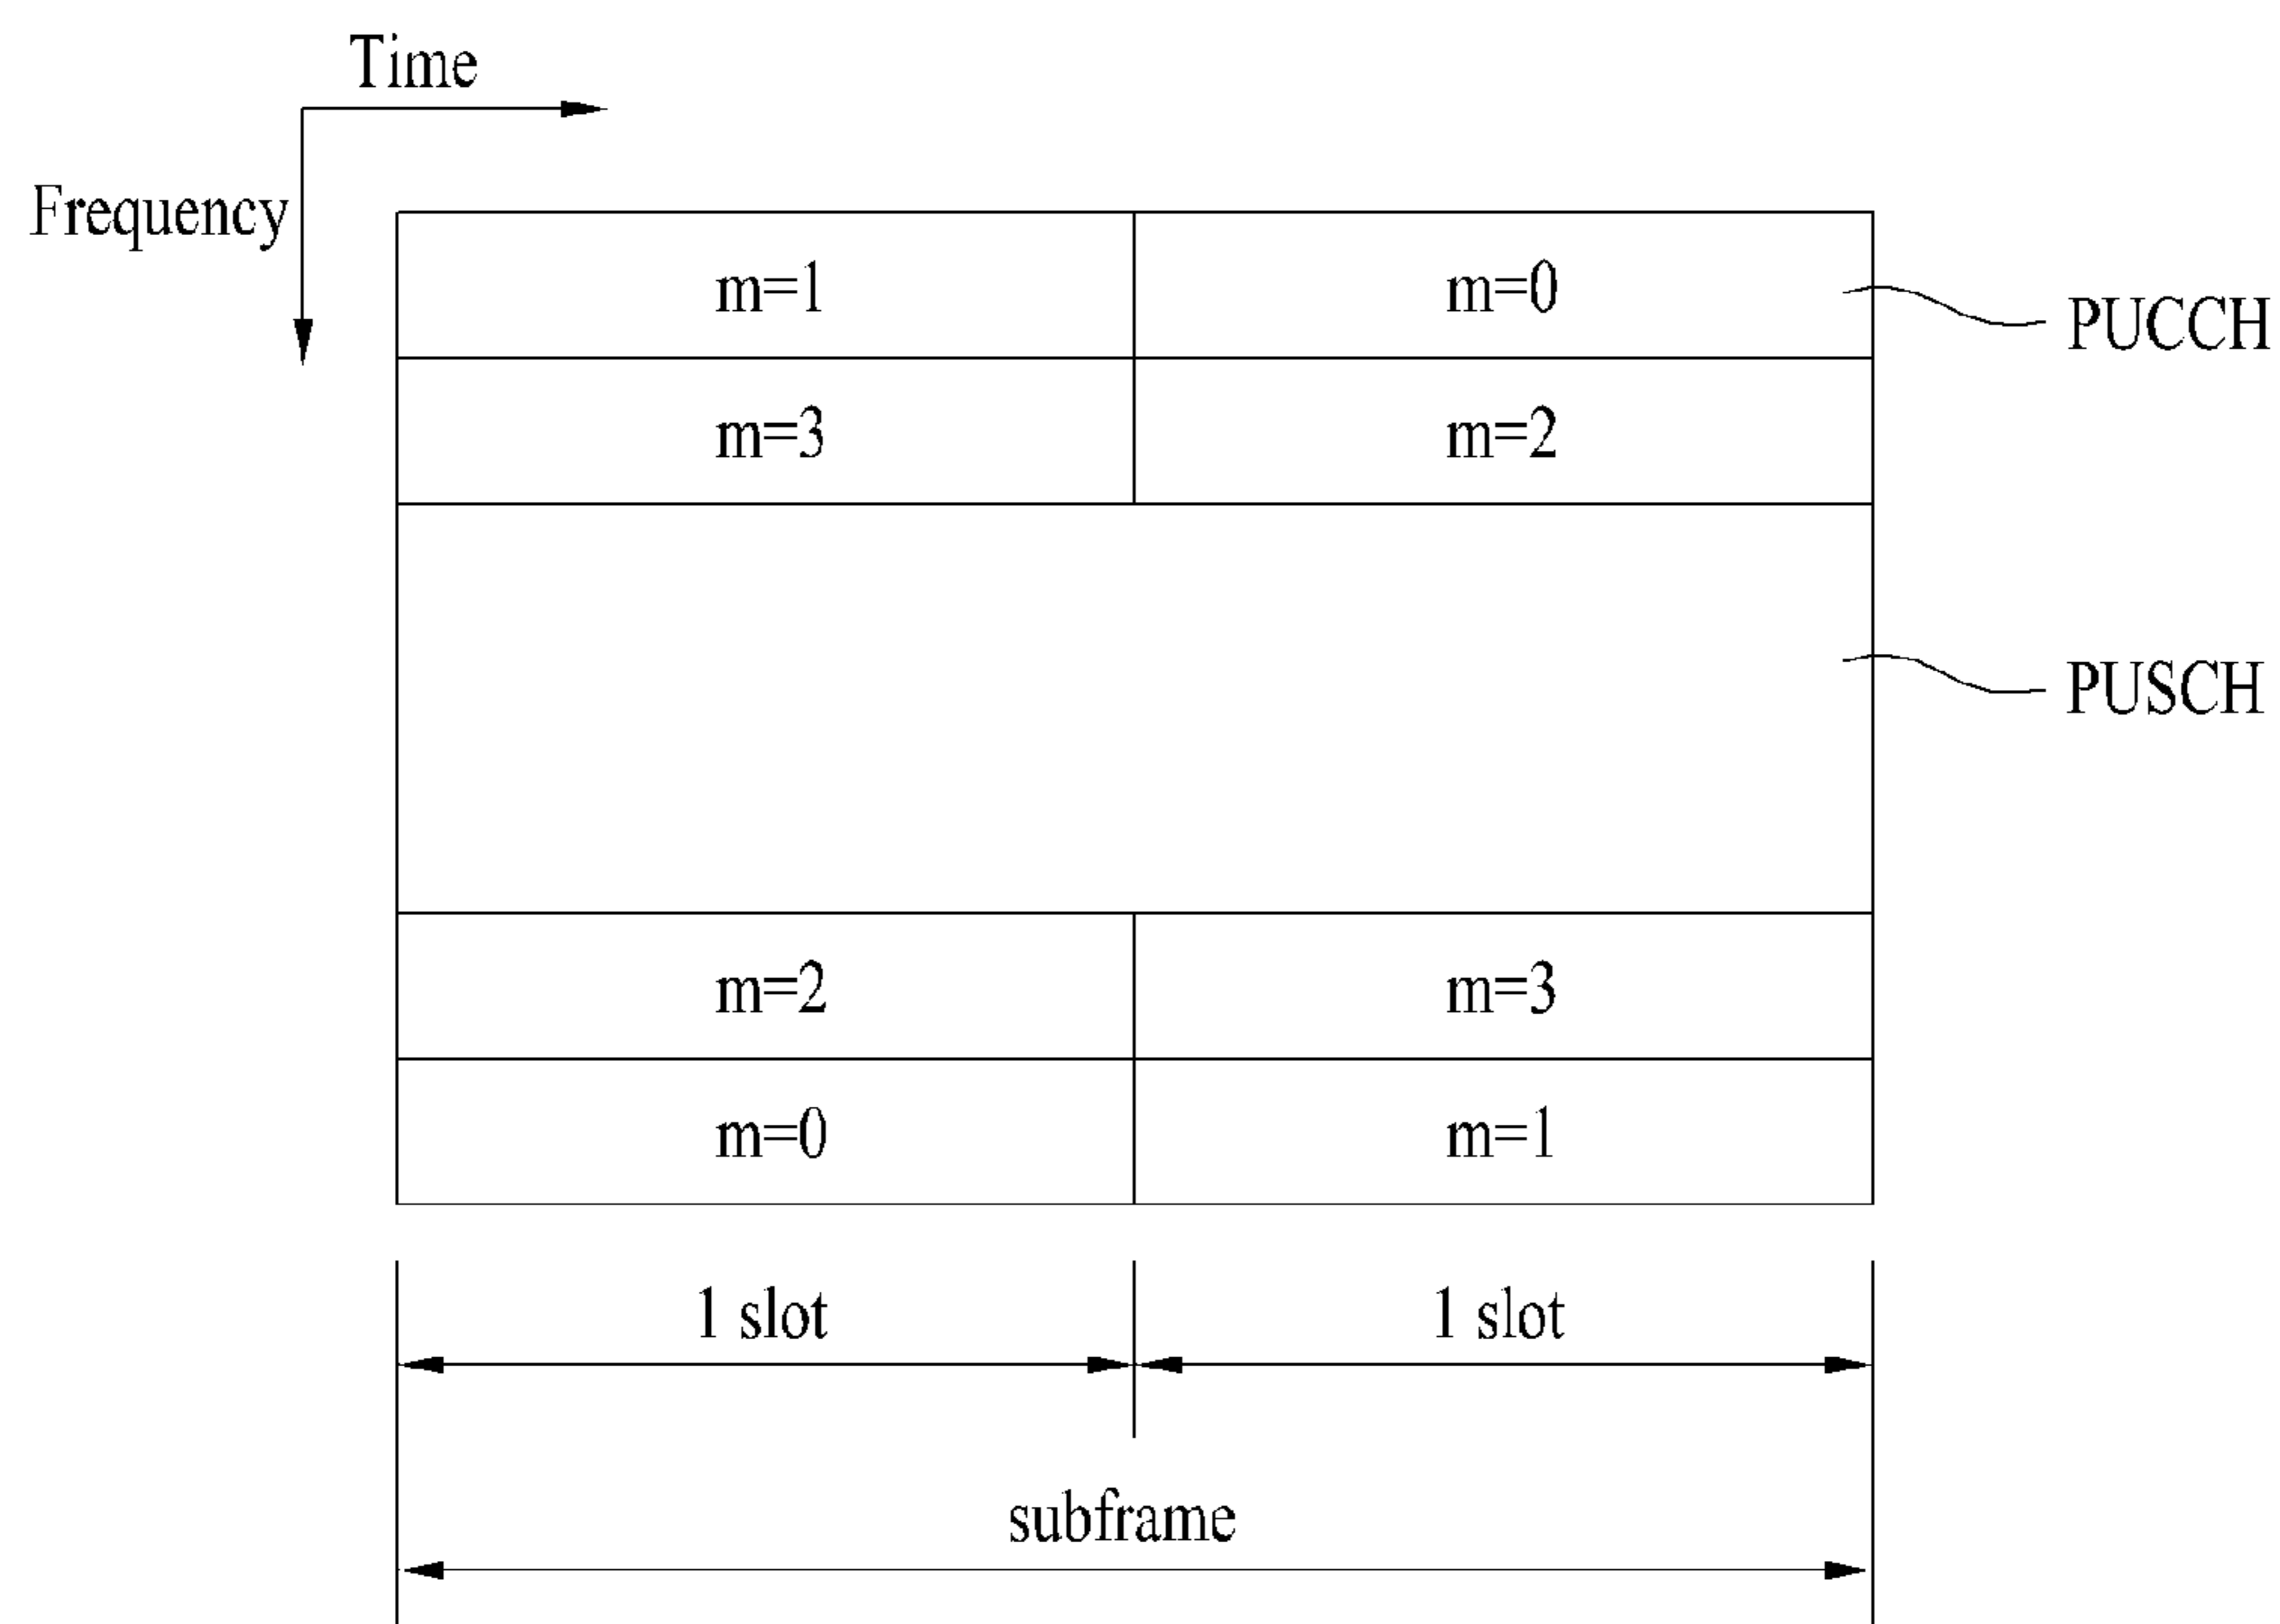 Time
Frequency
m=1 m=0
PUCCH
m=3 m=2
PUSCH
m=2 m=3
m=0 m=1
1 slot 1 slot
subframe